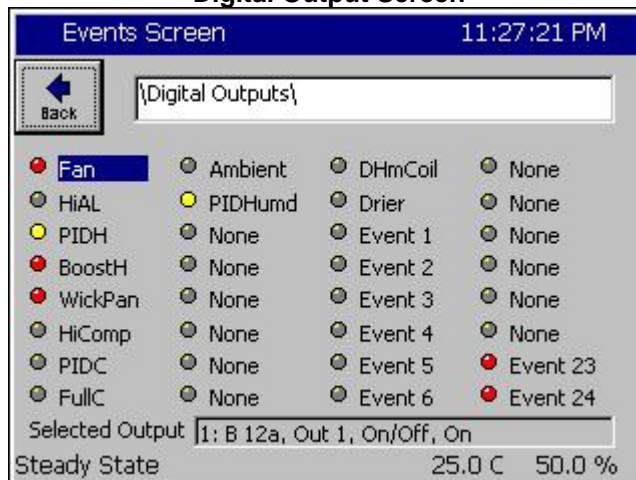 Digital Output Screen
Events Screen 11:27:21 PM
Back \Digital Outputs\
Fan Ambient DHmCoil None
HiAL PIDHumd Drier None
PIDH None Event 1 None
BoostH None Event 2 None
WickPan None Event 3 None
HiComp None Event 4 None
PIDC None Event 5 Event 23
FullC None Event 6 Event 24
Selected Output 1: B 12a, Out 1, On/Off, On
Steady State 25.0 C 50.0 %